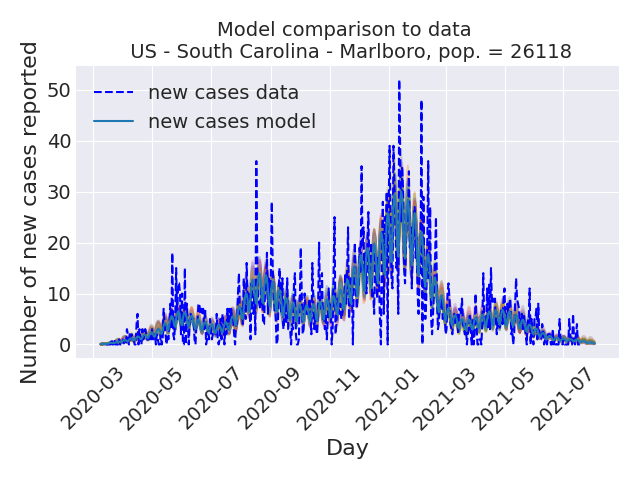 Model comparison to data
US - South Carolina - Marlboro, pop. = 26118
Number of new cases reported
50
40
30
20
10
0
new cases data
new cases model
2020-03
2020-05
2020-07
2020-09
2020-11
2021-01
2021-03
2021-05
2021-07
Day